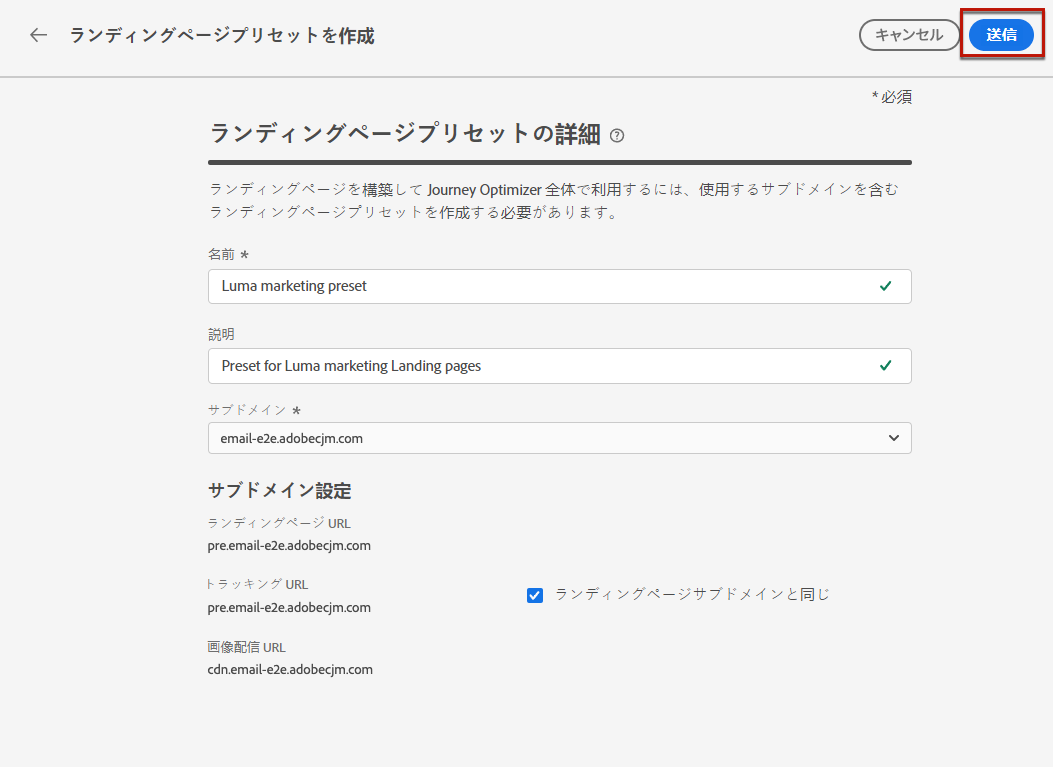 ← ランディングページプリセットを作成
キャンセル
送信
* 必須
ランディングページプリセットの詳細
ランディングページを構築して Journey Optimizer 全体で利用するには、使用するサブドメインを含む
ランディングページプリセットを作成する必要があります。
名前 *
Luma marketing preset
説明
Preset for Luma marketing Landing pages
サブドメイン *
email-e2e.adobecjm.com
サブドメイン設定
ランディングページ URL
pre.email-e2e.adobecjm.com
トラッキング URL
pre.email-e2e.adobecjm.com
ランディングページサブドメインと同じ
画像配信 URL
cdn.email-e2e.adobecjm.com